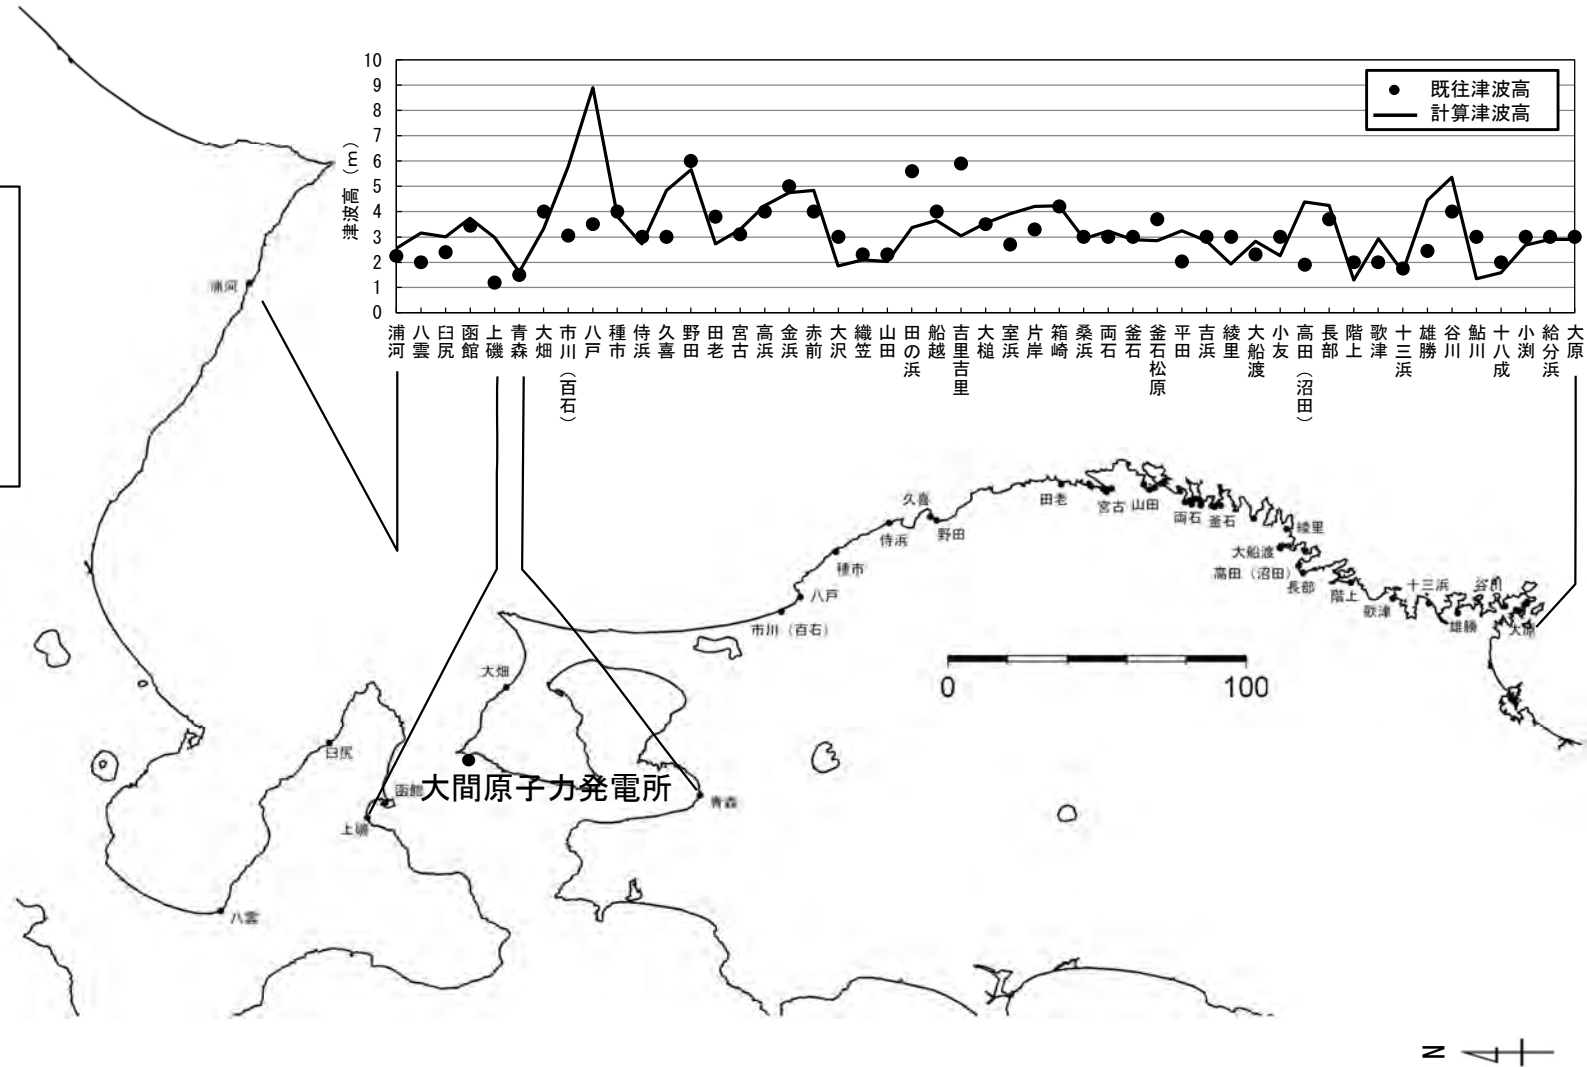 10
9
8
7
6
5
4
3
2
1
0
津波高（m）
既往津波高
計算津波高
浦河
八雲
臼尻
函館
上磯
青森
大畑
市川（百石）
八戸
種市
侍浜
久喜
野田
田老
宮古
高浜
金浜
赤前
大沢
織笠
山田
田の浜
船越
吉里吉里
大槌
室浜
片岸
箱崎
桑浜
両石
釜石
釜石松原
平田
吉浜
綾里
大船渡
小友
高田（沼田）
長部
階上
歌津
十三浜
雄勝
谷川
鮎川
十八成
小渕
給分浜
大原
浦河
久喜
野田
侍浜
種市
八戸
市川（百石）
田老
宮古
山田
両石
釜石
綾里
大船渡
高田（沼田）
長部
階上
歌津
十三浜
雄勝
谷川
大原
0
100
大畑
臼尻
函館
上磯
大間原子力発電所
青森
八雲
N